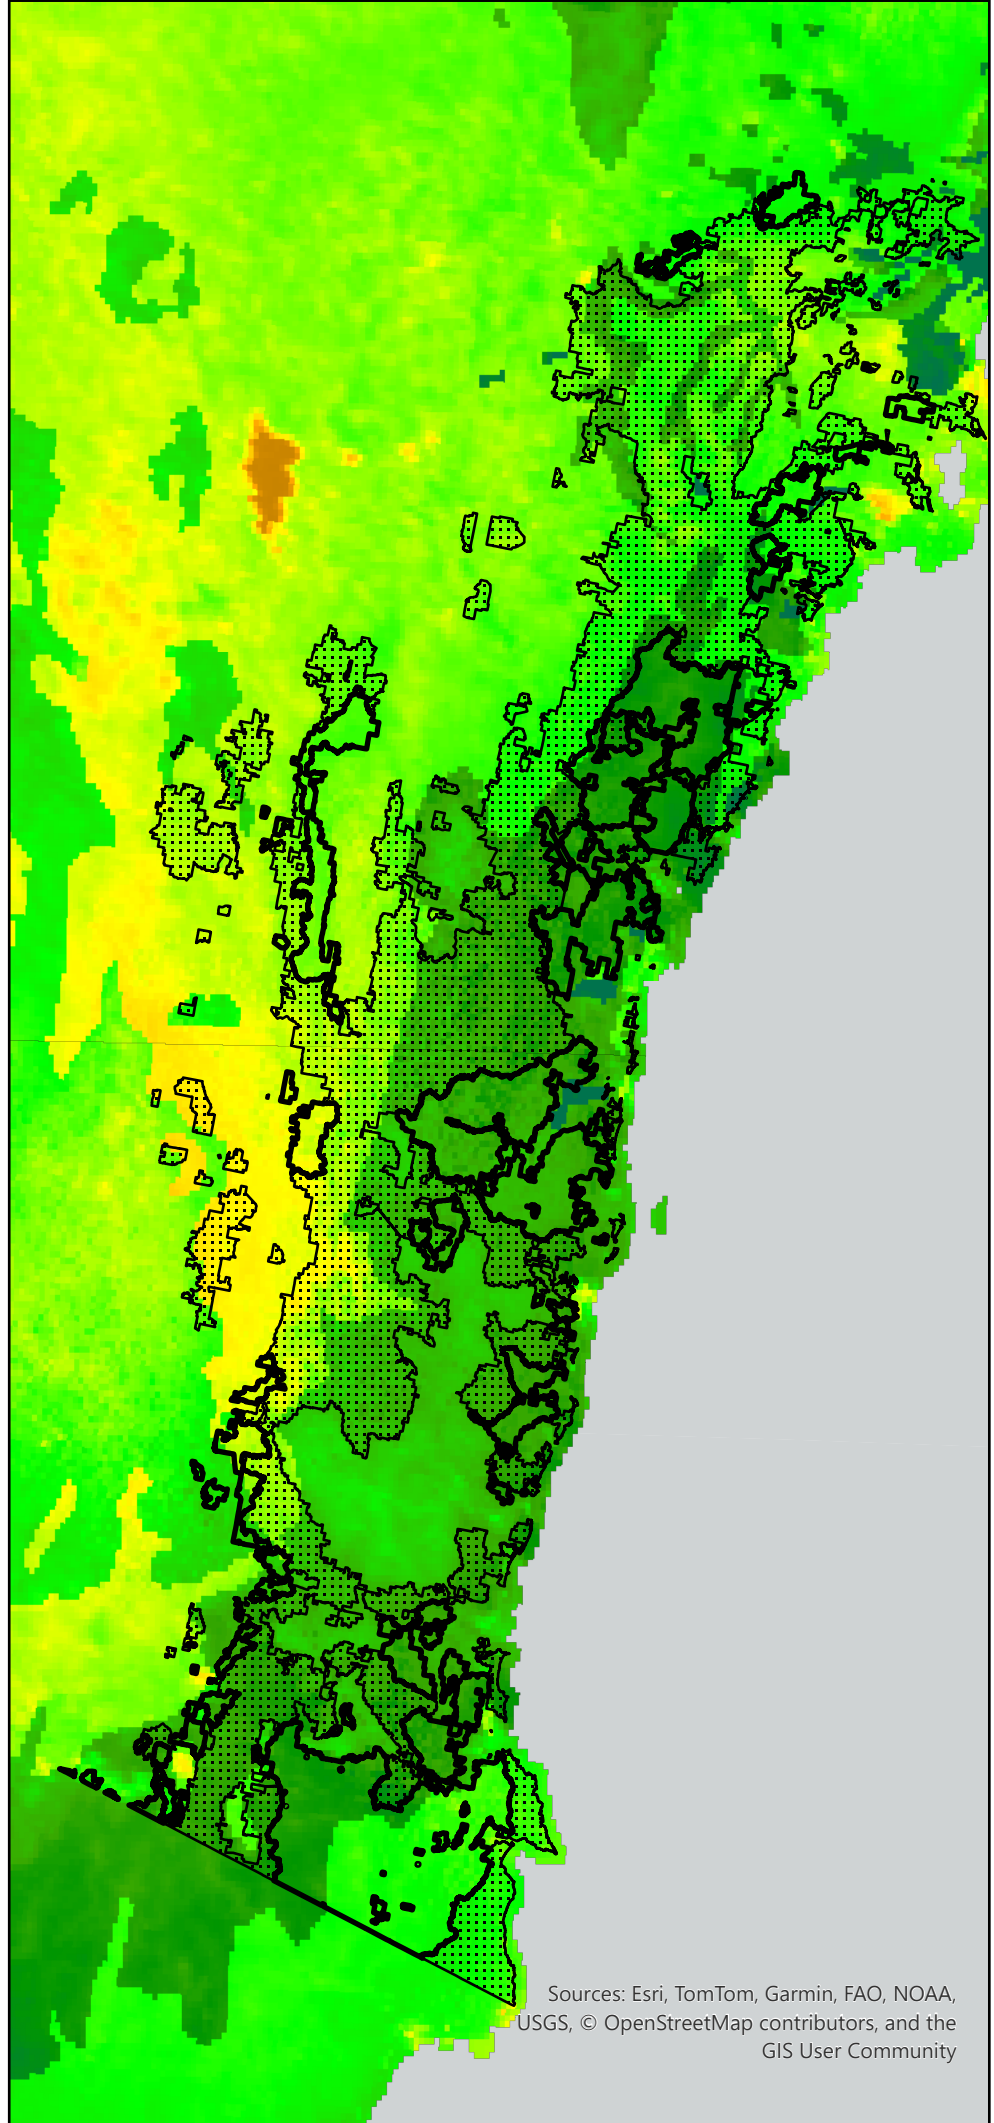 Sources: Esri, TomTom, Garmin, FAO, NOAA,
USGS, © OpenStreetMap contributors, and the
GIS User Community